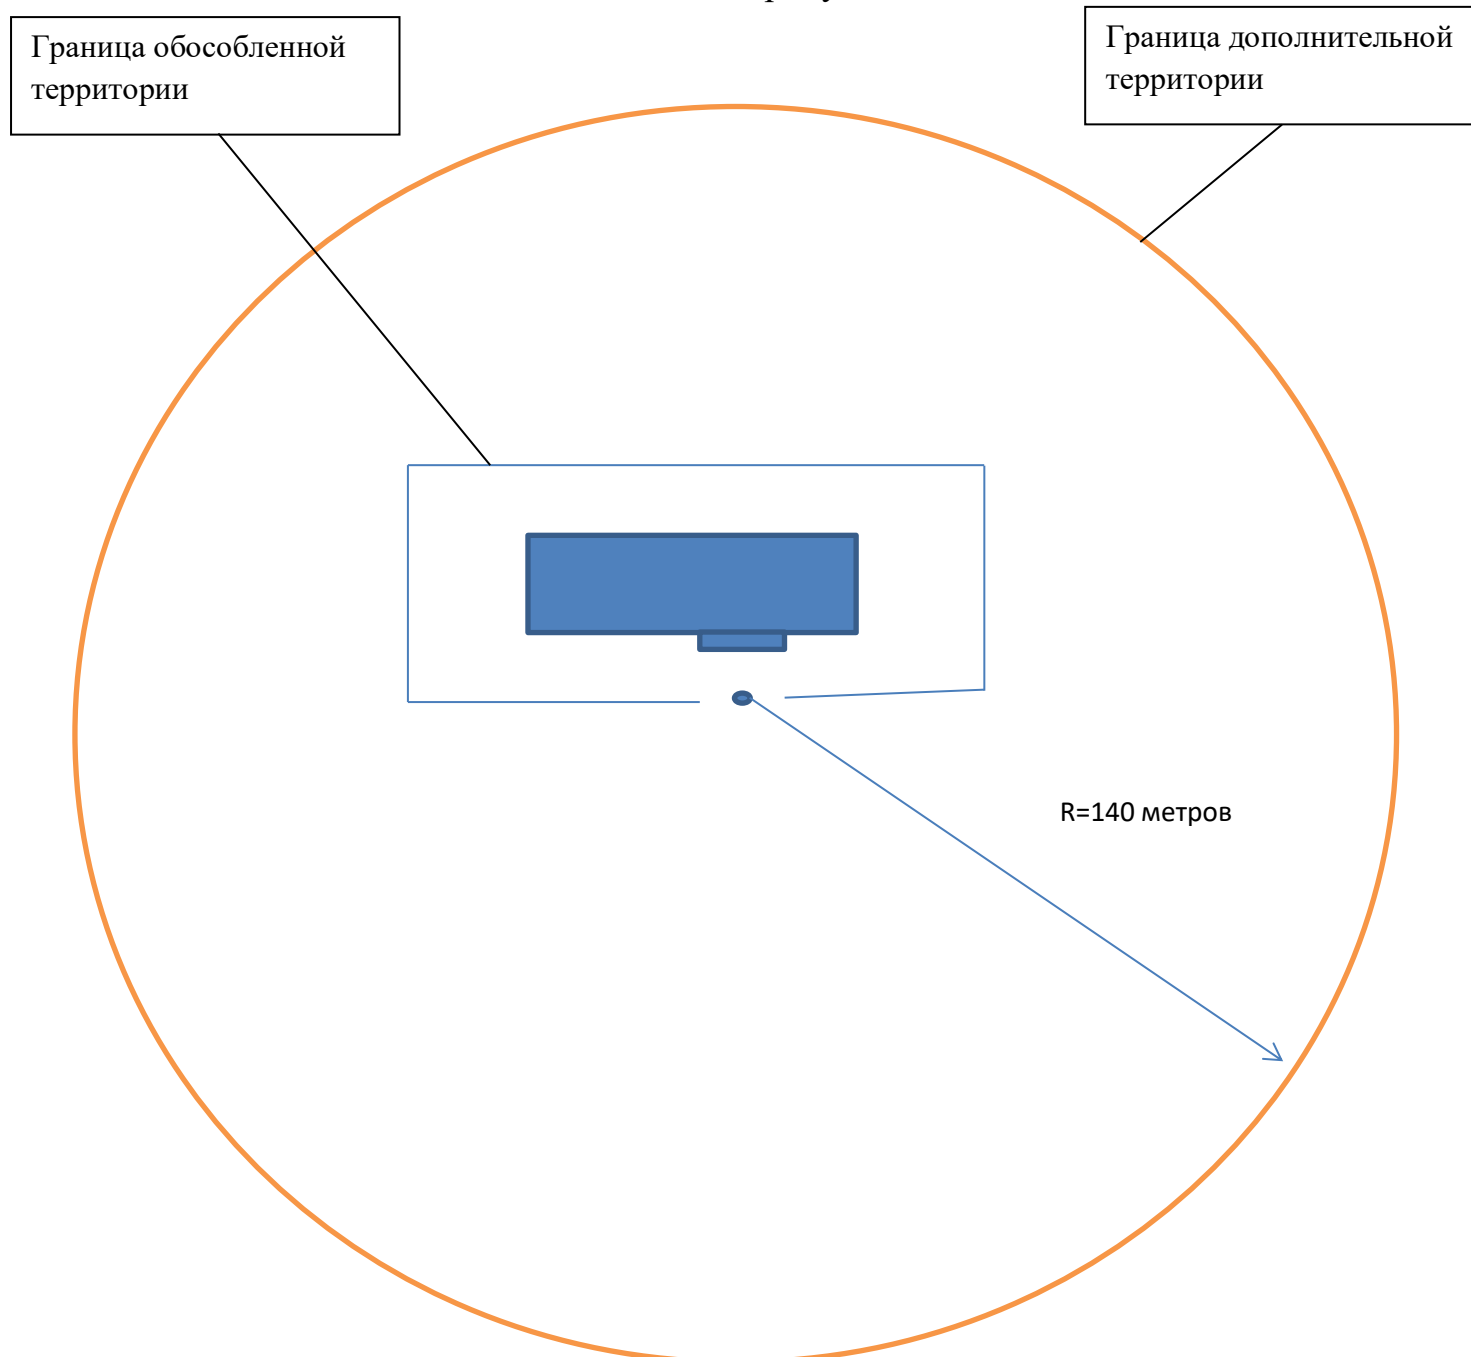 Граница обособленной
территории
Граница дополнительной
территории
R=140 метров